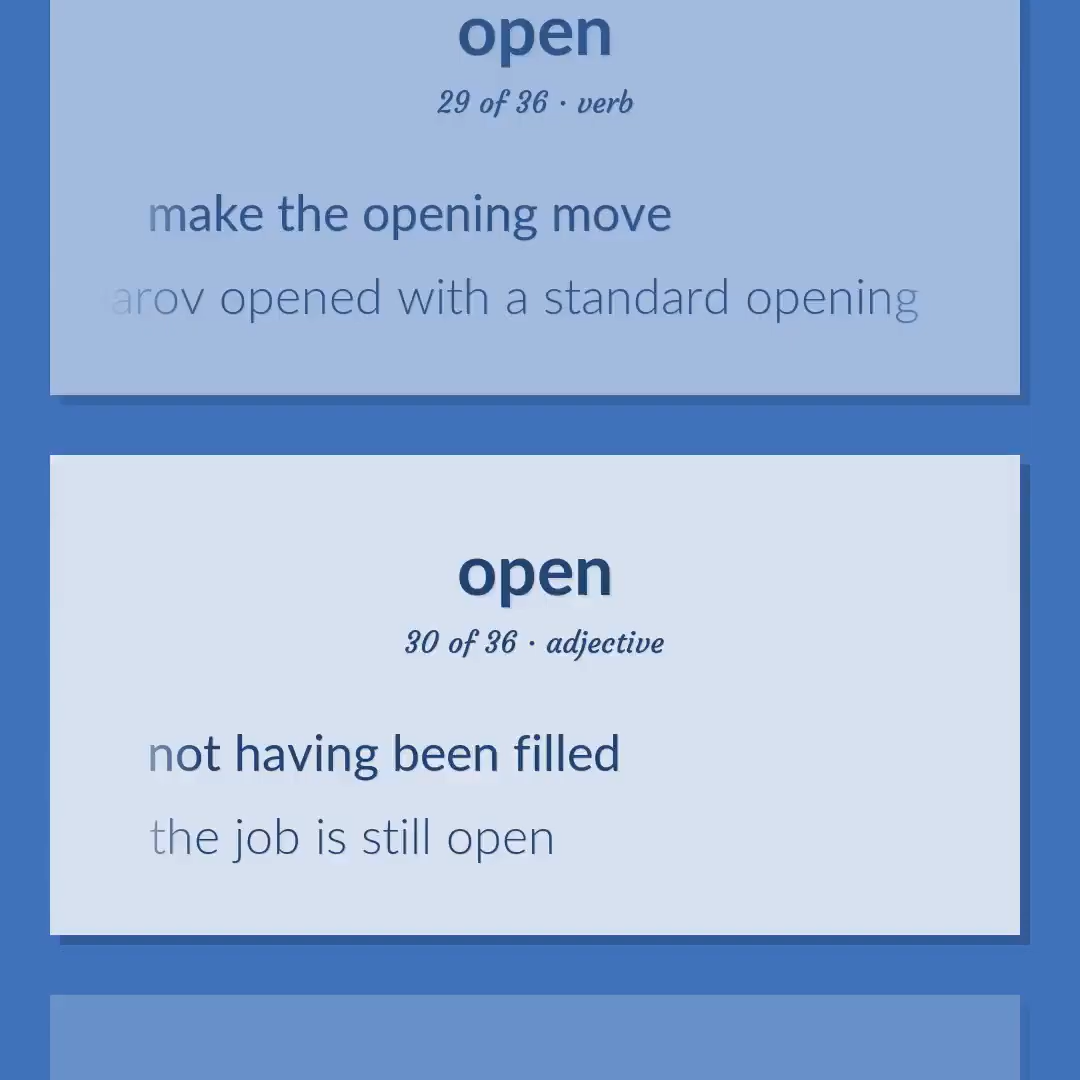 open
29 of 36 · verb
make the opening move
opened with a standard opening
open
30 of 36 · adjective
not having been filled
the job is still open